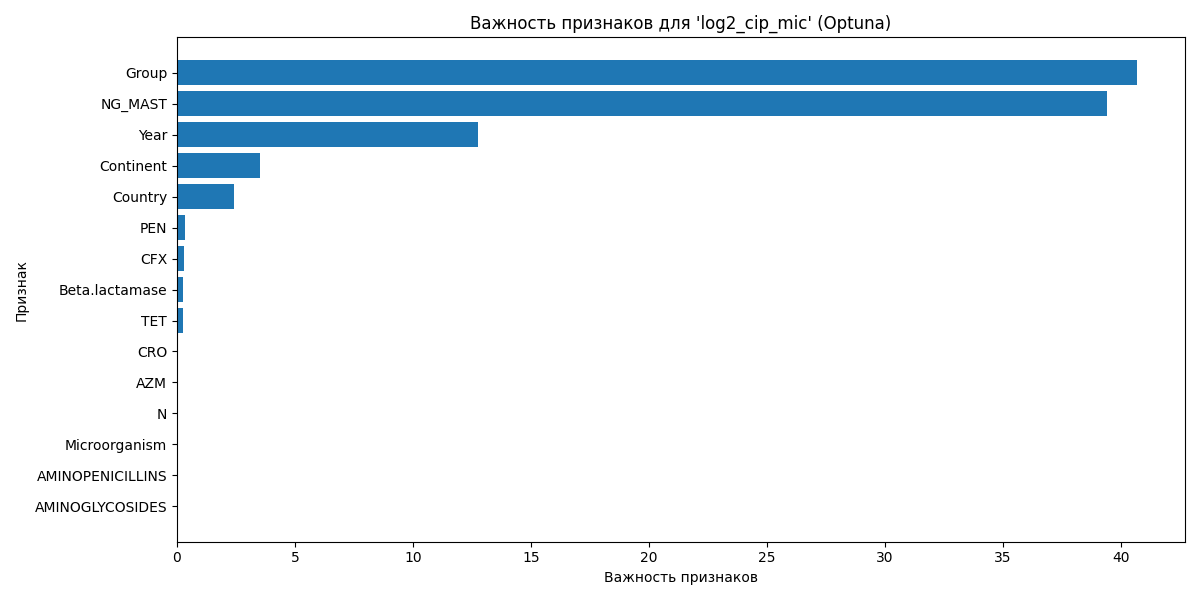 Важность признаков для 'log2_cip_mic' (Optuna)
Признак
Group
NG_MAST
Year
Continent
Country
PEN
CFX
Beta.lactamase
TET
CRO
AZM
N
Microorganism
AMINOPENICILLINS
AMINOGLYCOSIDES
0 5 10 15 20 25 30 35 40
Важность признаков